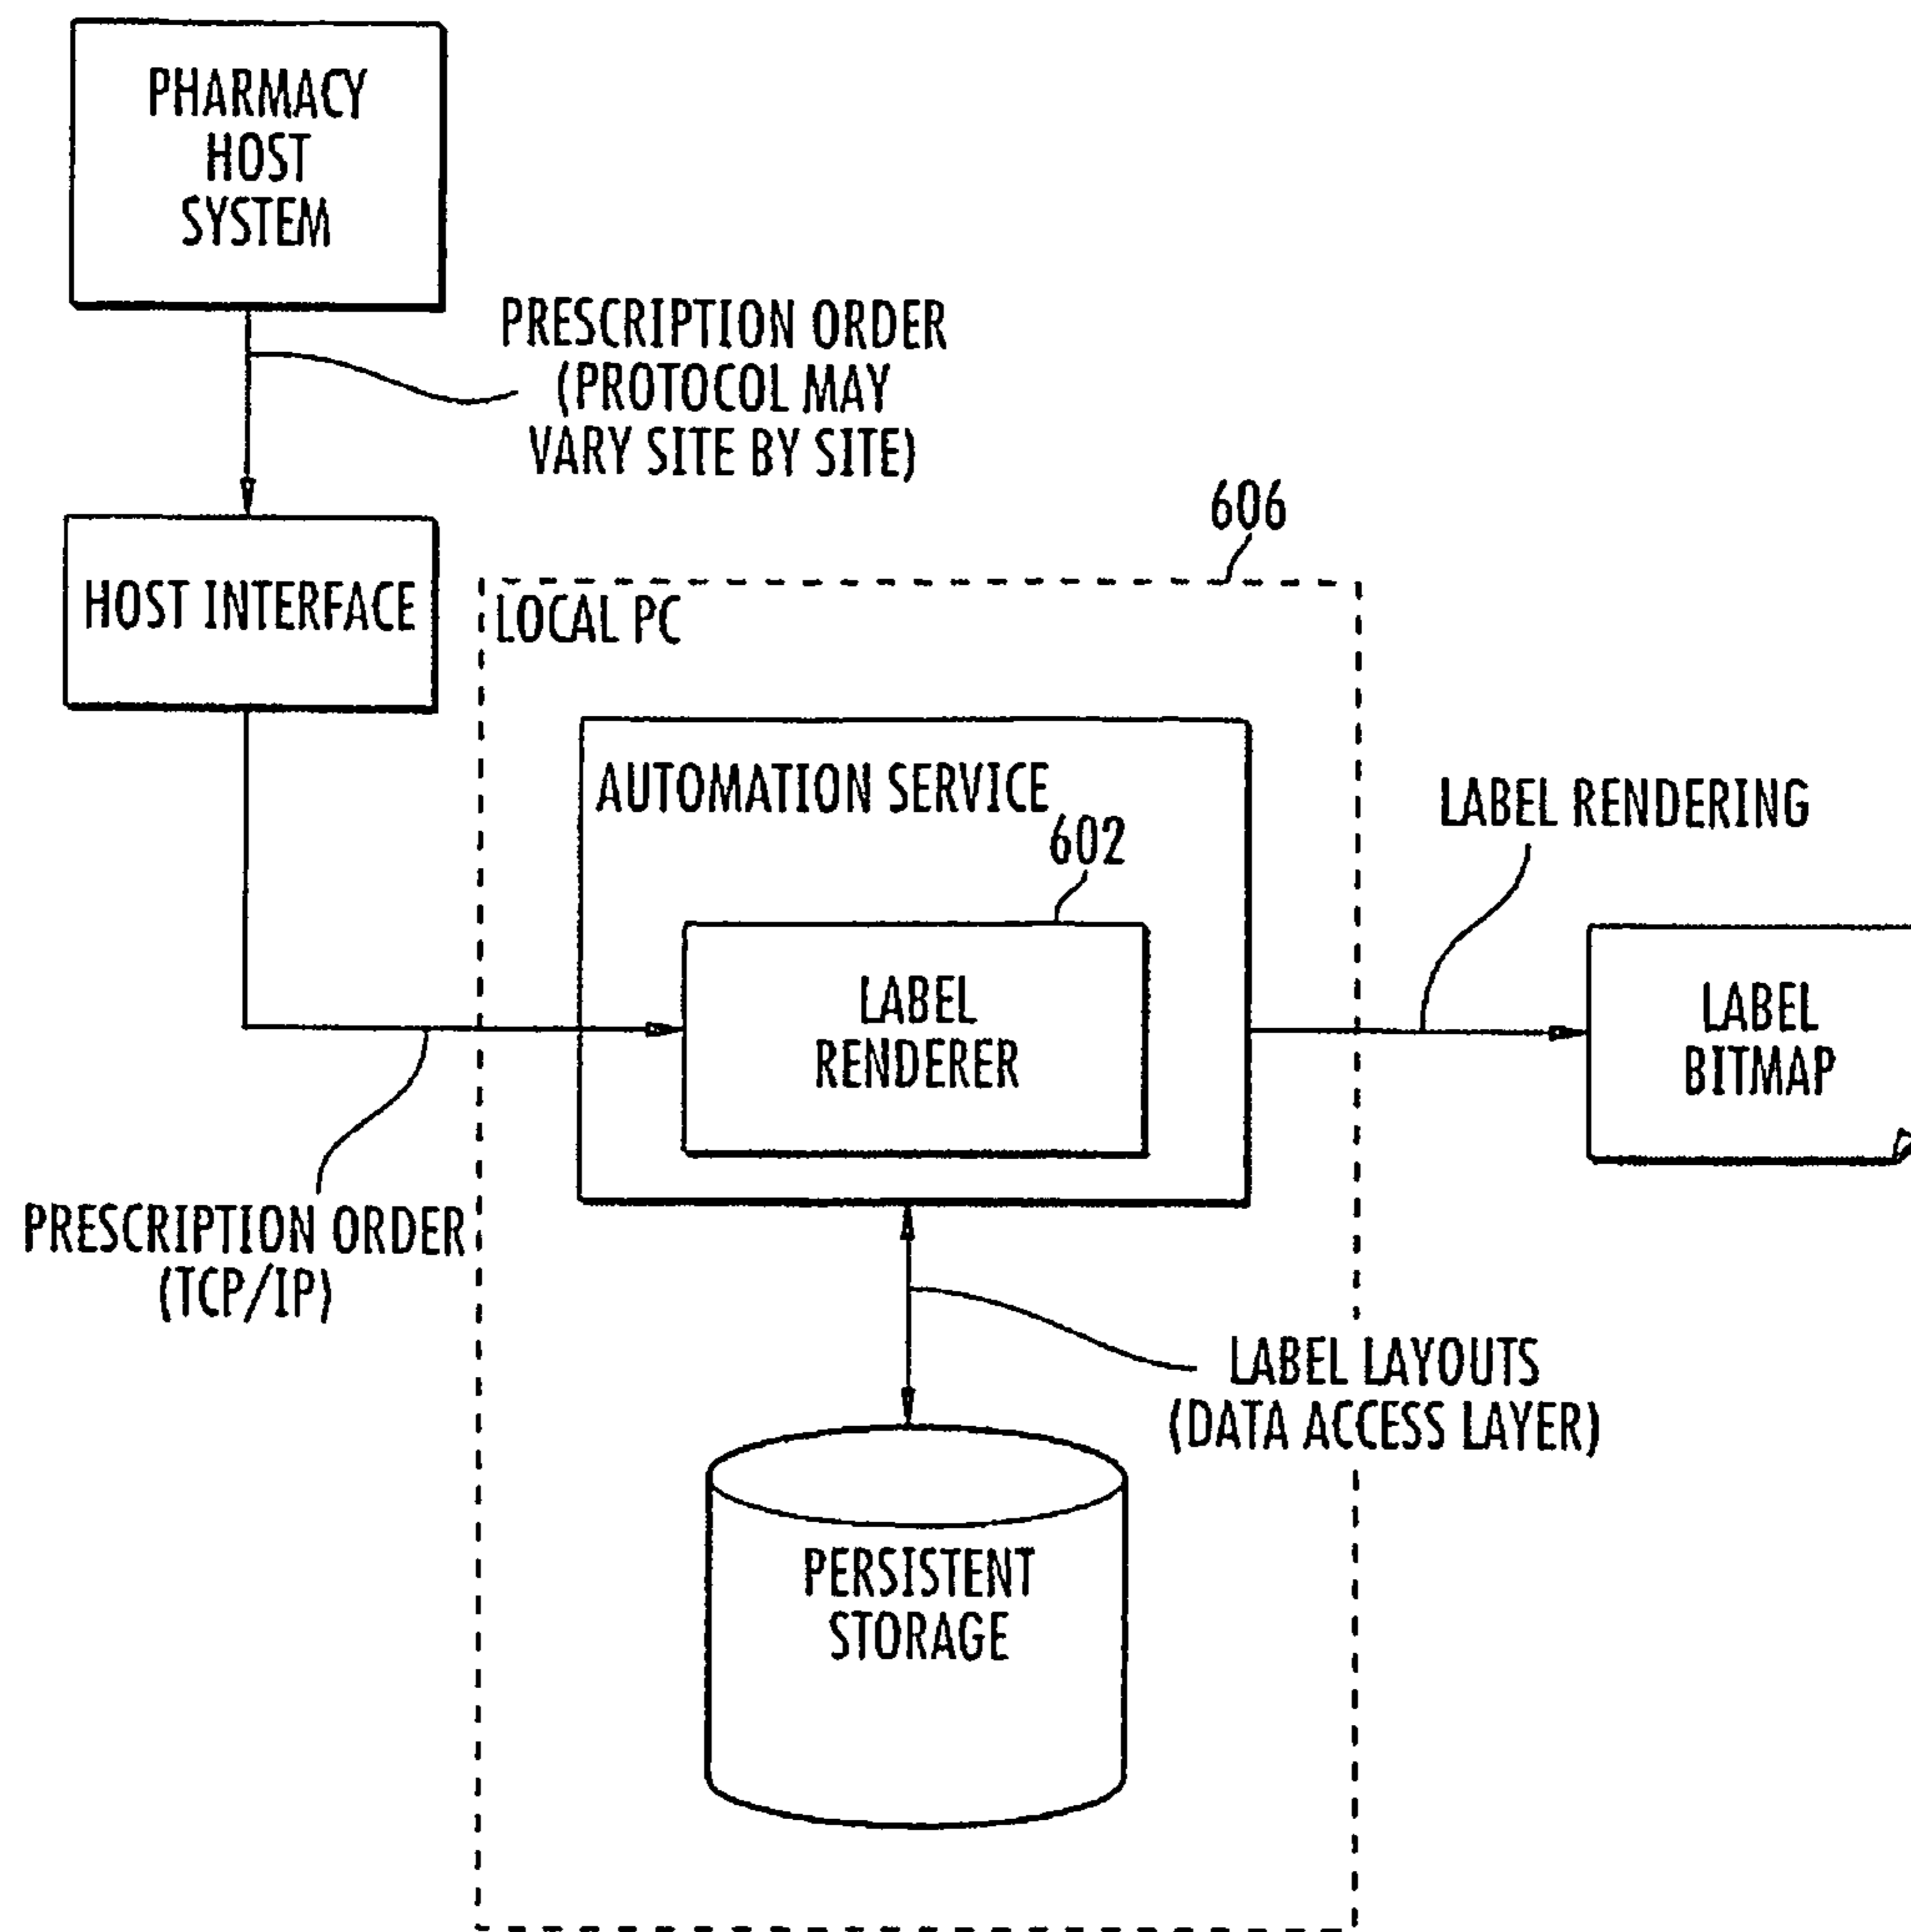 PHARMACY
HOST
SYSTEM
PRESCRIPTION ORDER
(PROTOCOL MAY
VARY SITE BY SITE)
606
HOST INTERFACE
LOCAL PC
AUTOMATION SERVICE
602
LABEL RENDERING
LABEL
RENDERER
LABEL
BITMAP
PRESCRIPTION ORDER
(TCP/IP)
LABEL LAYOUTS
(DATA ACCESS LAYER)
PERSISTENT
STORAGE